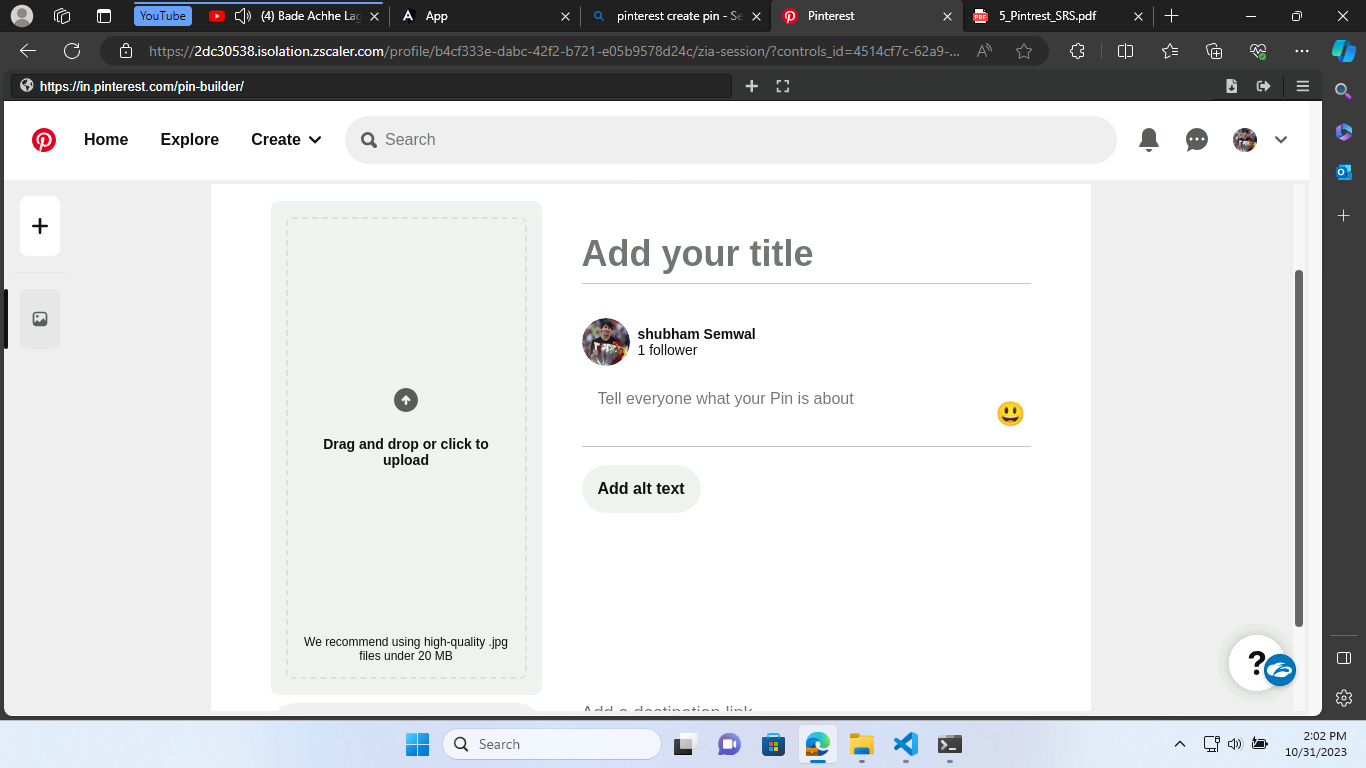 YouTube
(4) Bade Achhe Lag
App
pinterest create pin - Se
Pinterest
5_Pintrest_SRS.pdf
https://2dc30538.isolation.zscaler.com/profile/b4cf333e-dabc-42f2-b721-e05b9578d24c/zia-session/?controls_id=4514cf7c-62a9-...
https://in.pinterest.com/pin-builder/
Home
Explore
Create
Search
Add your title
shubham Semwal
1 follower
Tell everyone what your Pin is about
Drag and drop or click to
upload
Add alt text
We recommend using high-quality .jpg
files under 20 MB
?
Add a destination link
Search
2:02 PM
10/31/2023